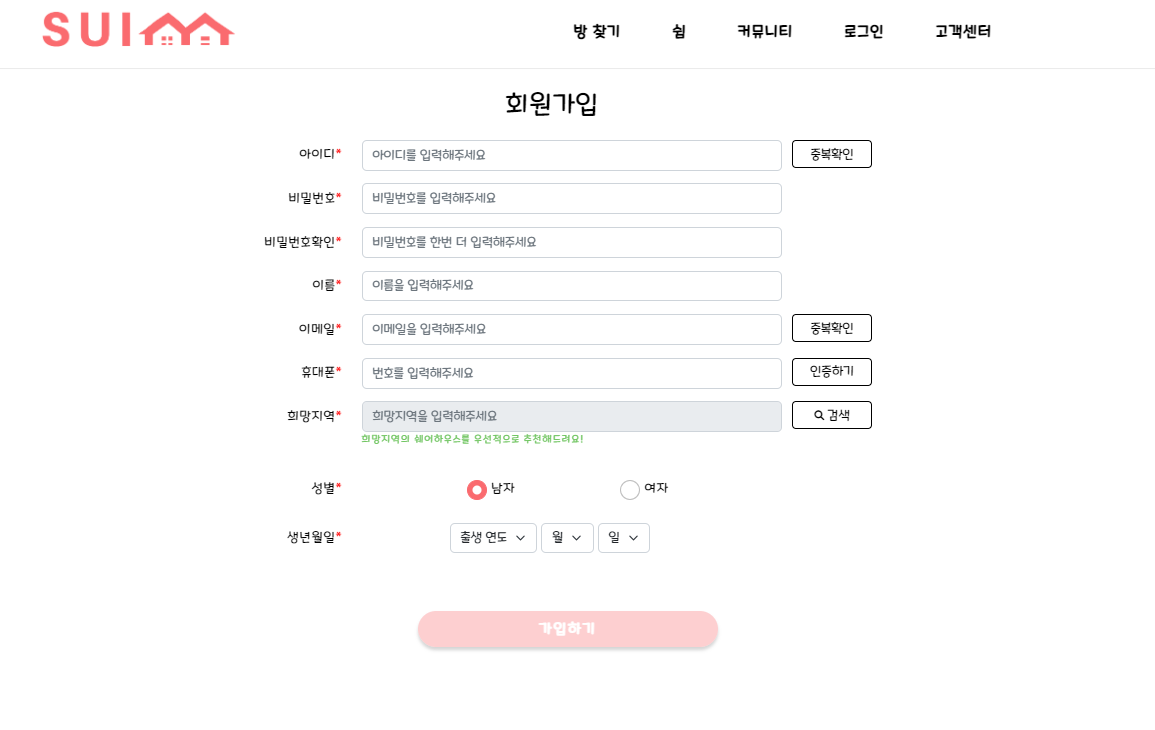 SUIM
방 찾기 쉼 커뮤니티 로그인 고객센터
회원가입
아이디* 아이디를 입력해주세요 중복확인
비밀번호* 비밀번호를 입력해주세요
비밀번호확인* 비밀번호를 한번 더 입력해주세요
이름* 이름을 입력해주세요
이메일* 이메일을 입력해주세요 중복확인
휴대폰* 번호를 입력해주세요 인증하기
희망지역* 희망지역을 입력해주세요 검색
희망지역의 쉐어하우스를 우선적으로 추천해드려요!
성별* 남자 여자
생년월일* 출생 연도 월 일
가입하기